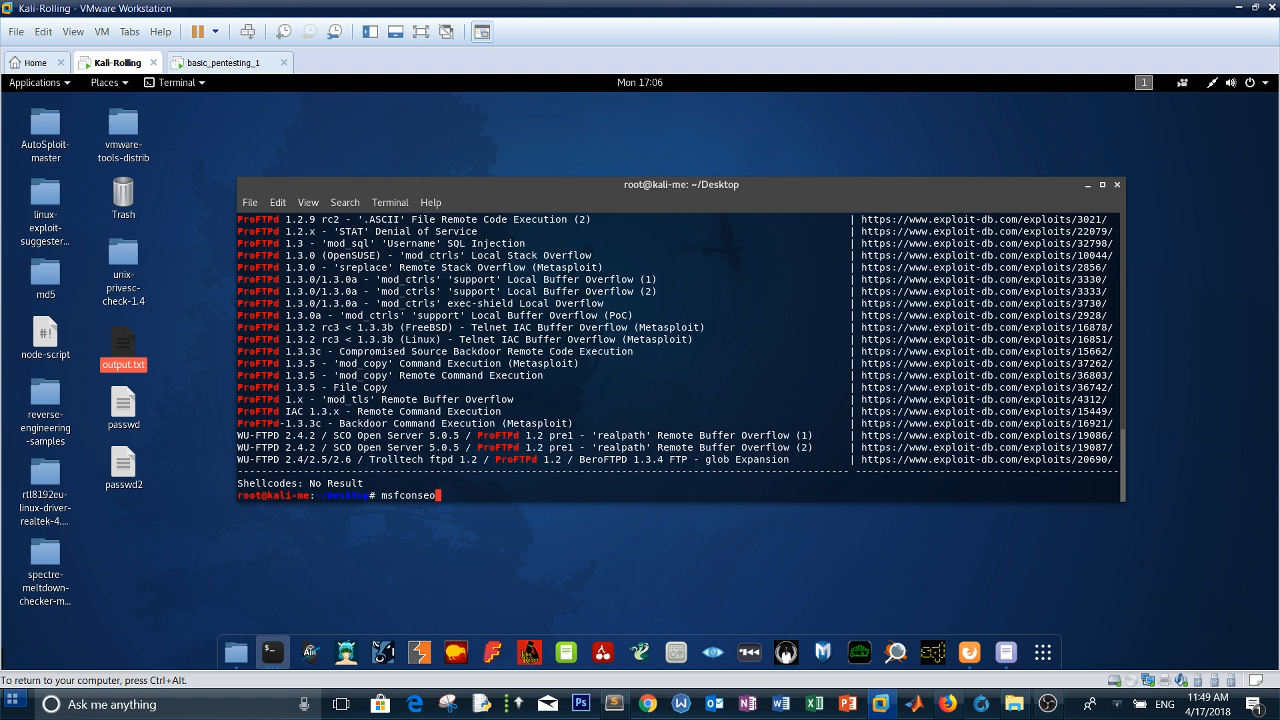 Kali-Rolling - VMware Workstation
File Edit View VM Tabs Help
Home Kali-Rolling basic_pentesting_1
Applications Places Terminal Mon 17:06 1
AutoSploit-master
vmware-tools-distrib
linux-exploit-suggester...
Trash
md5
unix-privesc-check-1.4
node-script
output.txt
reverse-engineering-samples
passwd
rtl8192eu-linux-driver-realtek-4....
passwd2
spectre-meltdown-checker-m...
root@kali-me: ~/Desktop
File Edit View Search Terminal Help
ProFTPd 1.2.9 rc2 - '.ASCII' File Remote Code Execution (2) | https://www.exploit-db.com/exploits/3021/
ProFTPd 1.2.x - 'STAT' Denial of Service | https://www.exploit-db.com/exploits/22079/
ProFTPd 1.3 - 'mod_sql' 'Username' SQL Injection | https://www.exploit-db.com/exploits/32798/
ProFTPd 1.3.0 (OpenSUSE) - 'mod_ctrls' Local Stack Overflow | https://www.exploit-db.com/exploits/10044/
ProFTPd 1.3.0 - 'sreplace' Remote Stack Overflow (Metasploit) | https://www.exploit-db.com/exploits/2856/
ProFTPd 1.3.0/1.3.0a - 'mod_ctrls' 'support' Local Buffer Overflow (1) | https://www.exploit-db.com/exploits/3330/
ProFTPd 1.3.0/1.3.0a - 'mod_ctrls' 'support' Local Buffer Overflow (2) | https://www.exploit-db.com/exploits/3333/
ProFTPd 1.3.0/1.3.0a - 'mod_ctrls' exec-shield Local Overflow | https://www.exploit-db.com/exploits/3730/
ProFTPd 1.3.0a - 'mod_ctrls' 'support' Local Buffer Overflow (PoC) | https://www.exploit-db.com/exploits/2928/
ProFTPd 1.3.2 rc3 < 1.3.3b (FreeBSD) - Telnet IAC Buffer Overflow (Metasploit) | https://www.exploit-db.com/exploits/16878/
ProFTPd 1.3.2 rc3 < 1.3.3b (Linux) - Telnet IAC Buffer Overflow (Metasploit) | https://www.exploit-db.com/exploits/16851/
ProFTPd 1.3.3c - Compromised Source Backdoor Remote Code Execution | https://www.exploit-db.com/exploits/15662/
ProFTPd 1.3.5 - 'mod_copy' Command Execution (Metasploit) | https://www.exploit-db.com/exploits/37262/
ProFTPd 1.3.5 - 'mod_copy' Remote Command Execution | https://www.exploit-db.com/exploits/36803/
ProFTPd 1.3.5 - File Copy | https://www.exploit-db.com/exploits/36742/
ProFTPd 1.x - 'mod_tls' Remote Buffer Overflow | https://www.exploit-db.com/exploits/4312/
ProFTPd IAC 1.3.x - Remote Command Execution | https://www.exploit-db.com/exploits/15449/
ProFTPd-1.3.3c - Backdoor Command Execution (Metasploit) | https://www.exploit-db.com/exploits/16921/
WU-FTPD 2.4.2 / SCO Open Server 5.0.5 / ProFTPd 1.2 pre1 - 'realpath' Remote Buffer Overflow (1) | https://www.exploit-db.com/exploits/19086/
WU-FTPD 2.4.2 / SCO Open Server 5.0.5 / ProFTPd 1.2 pre1 - 'realpath' Remote Buffer Overflow (2) | https://www.exploit-db.com/exploits/19087/
WU-FTPD 2.4/2.5/2.6 / Trolltech ftpd 1.2 / ProFTPd 1.2 / BeroFTPD 1.3.4 FTP - glob Expansion | https://www.exploit-db.com/exploits/20690/
Shellcodes: No Result
root@kali-me:~/Desktop# msfconseo
To return to your computer, press Ctrl+Alt.
Ask me anything
ENG
11:49 AM
4/17/2018